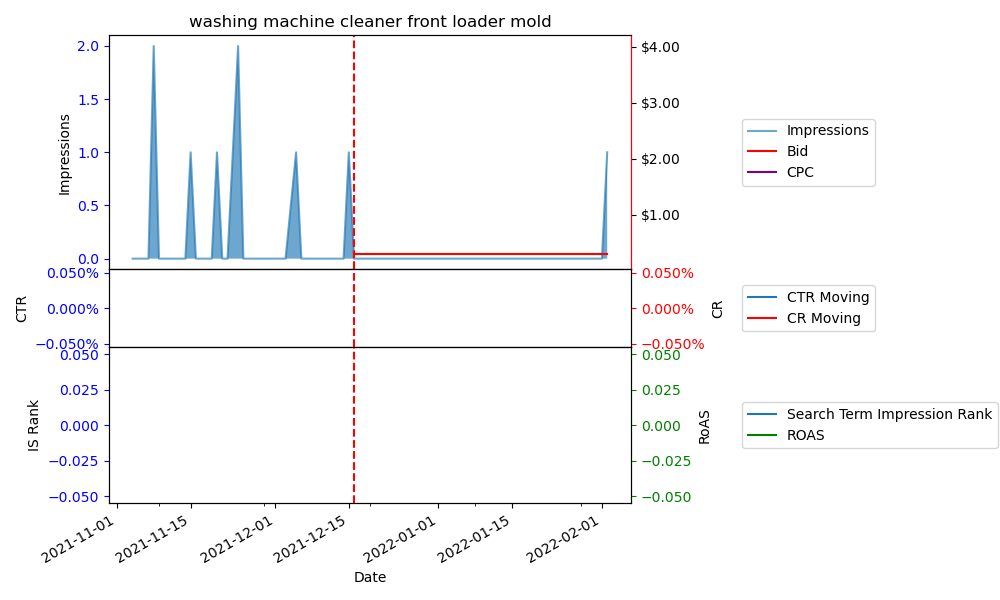 washing machine cleaner front loader mold
2.0
1.5
1.0
0.5
0.0
Impressions
$4.00
$3.00
$2.00
$1.00
Impressions
Bid
CPC
0.050%
0.000%
−0.050%
CTR
0.050%
0.000%
−0.050%
CR
CTR Moving
CR Moving
0.050
0.025
0.000
−0.025
−0.050
IS Rank
0.050
0.025
0.000
−0.025
−0.050
RoAS
Search Term Impression Rank
ROAS
2021-11-01
2021-11-15
2021-12-01
2021-12-15
2022-01-01
2022-01-15
2022-02-01
Date